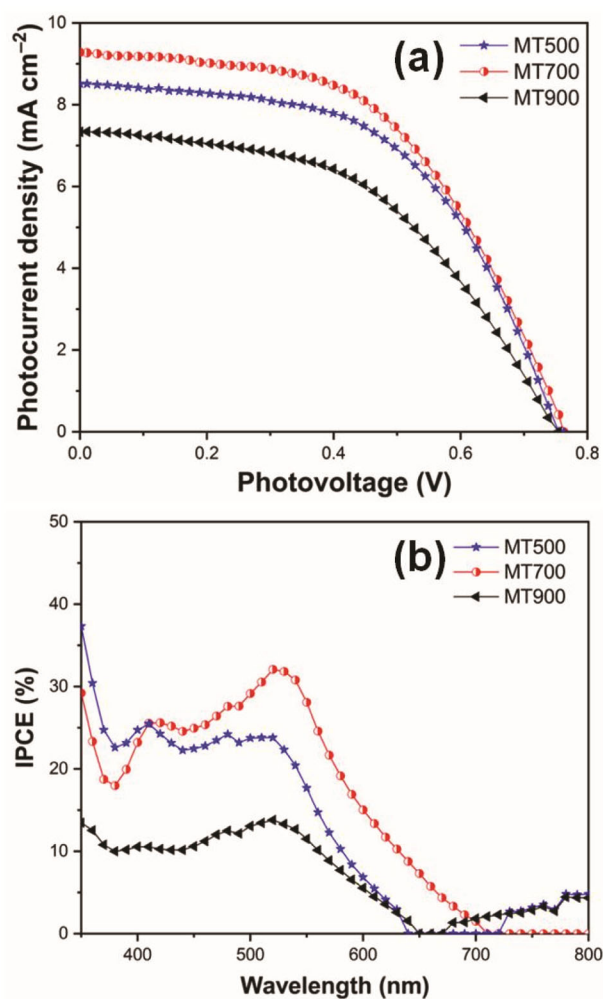 (a)
MT500
MT700
MT900
Photocurrent density (mA cm⁻²)
10
8
6
4
2
0
0.0 0.2 0.4 0.6 0.8
Photovoltage (V)
(b)
MT500
MT700
MT900
IPCE (%)
50
40
30
20
10
0
400 500 600 700 800
Wavelength (nm)